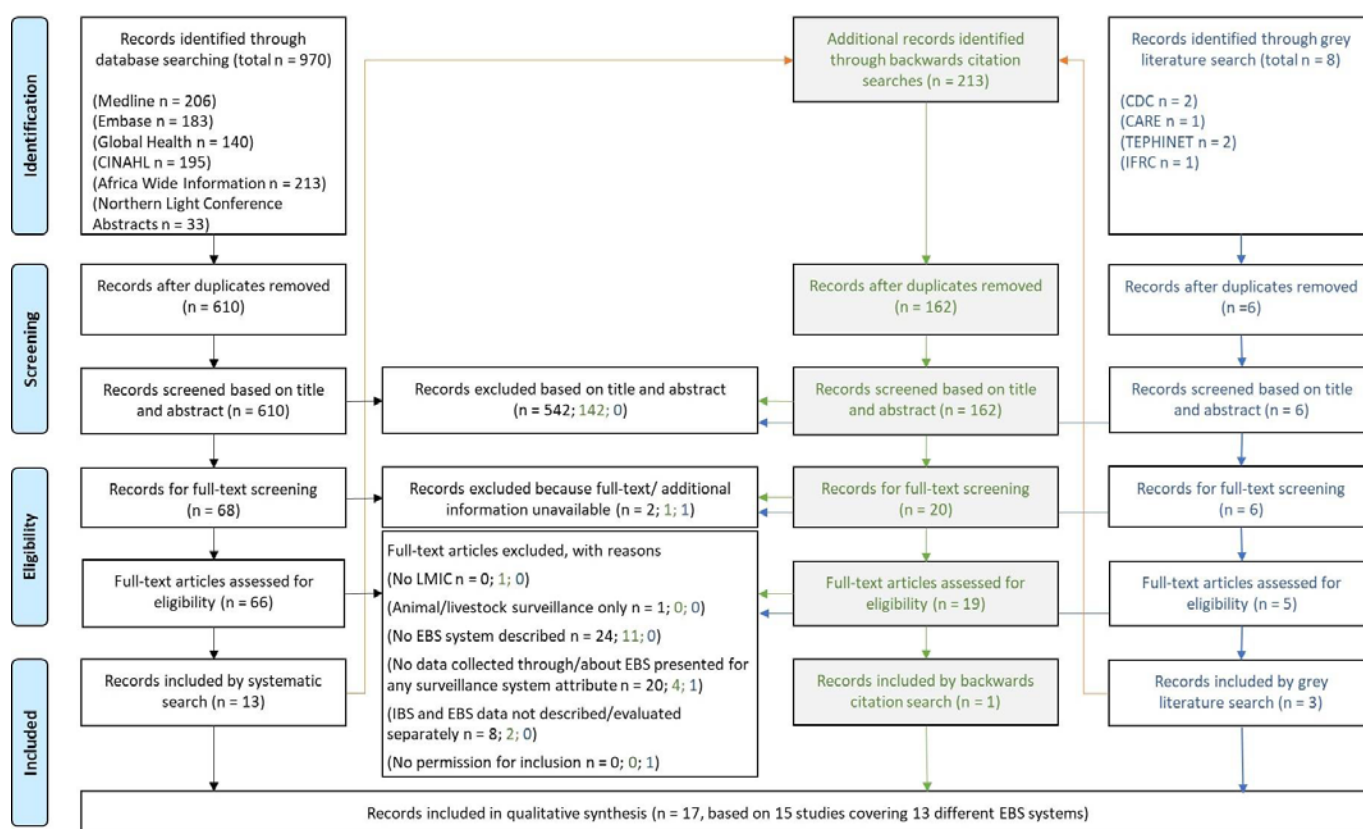 Identification
Records identified through
database searching (total n = 970)
(Medline n = 206)
(Embase n = 183)
(Global Health n = 140)
(CINAHL n = 195)
(Africa Wide Information n = 213)
(Northern Light Conference
Abstracts n = 33)
Additional records identified
through backwards citation
searches (n = 213)
Records identified through grey
literature search (total n = 8)
(CDC n = 2)
(CARE n = 1)
(TEPHINET n = 2)
(IFRC n = 1)
Screening
Records after duplicates removed
(n = 610)
Records after duplicates removed
(n = 162)
Records after duplicates removed
(n =6)
Records screened based on title
and abstract (n = 610)
Records excluded based on title and abstract
(n = 542; 142; 0)
Records screened based on title
and abstract (n = 162)
Records screened based on title
and abstract (n = 6)
Eligibility
Records for full-text screening
(n = 68)
Records excluded because full-text/ additional
information unavailable (n = 2; 1; 1)
Records for full-text screening
(n = 20)
Records for full-text screening
(n = 6)
Full-text articles assessed for
eligibility (n = 66)
Full-text articles excluded, with reasons
(No LMIC n = 0; 1; 0)
(Animal/livestock surveillance only n = 1; 0; 0)
(No EBS system described n = 24; 11; 0)
(No data collected through/about EBS presented for
any surveillance system attribute n = 20; 4; 1)
(IBS and EBS data not described/evaluated
separately n = 8; 2; 0)
(No permission for inclusion n = 0; 0; 1)
Full-text articles assessed for
eligibility (n = 19)
Full-text articles assessed for
eligibility (n = 5)
Included
Records included by systematic
search (n = 13)
Records included by backwards
citation search (n = 1)
Records included by grey
literature search (n = 3)
Records included in qualitative synthesis (n = 17, based on 15 studies covering 13 different EBS systems)